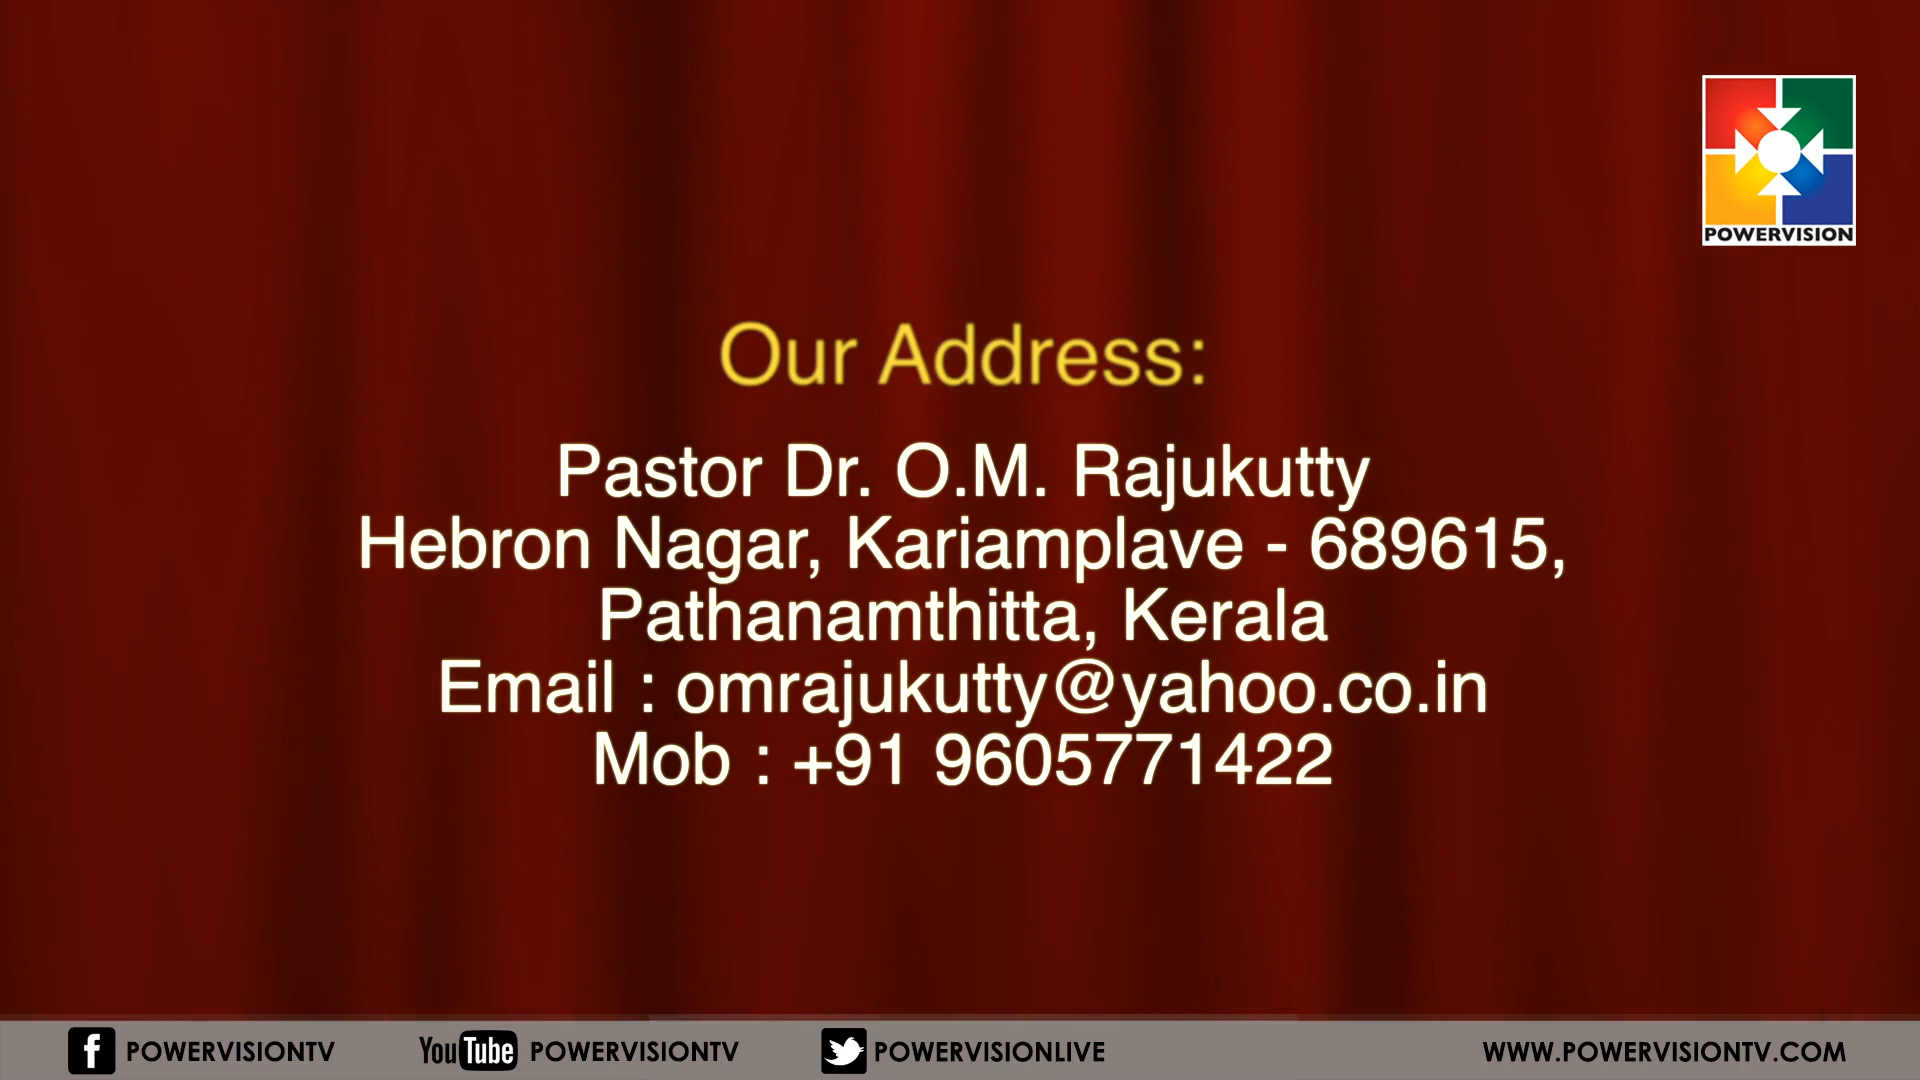 POWERVISION
Our Address:
Pastor Dr. O.M. Rajukutty
Hebron Nagar, Kariamplave - 689615,
Pathanamthitta, Kerala
Email : omrajukutty@yahoo.co.in
Mob : +91 9605771422
f POWERVISIONTV YouTube POWERVISIONTV POWERVISIONLIVE WWW.POWERVISIONTV.COM